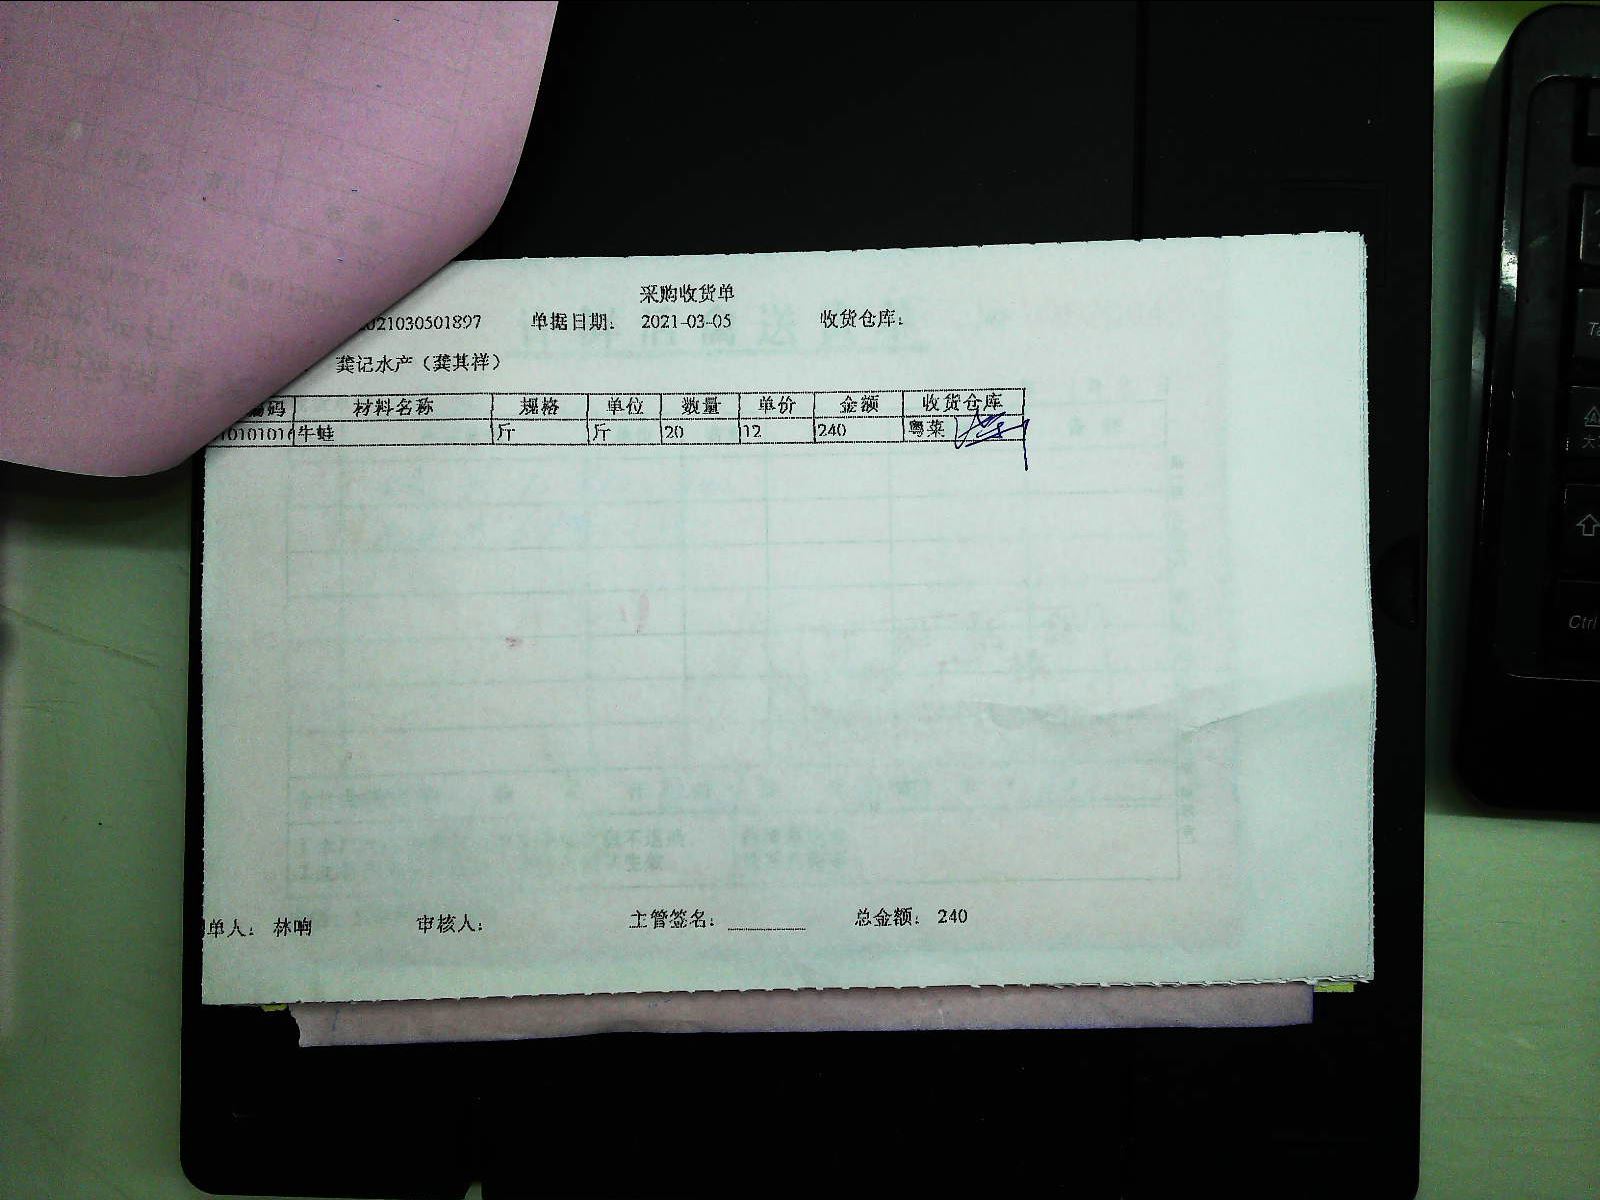 采购收货单
2021030501897 单据日期： 2021-03-05 收货仓库：
龚记水产（龚其祥）
编码 材料名称 规格 单位 数量 单价 金额 收货仓库
牛蛙 斤 斤 20 12 240 粤菜
单人： 林响 审核人： 主管签名： 总金额： 240
Ctrl